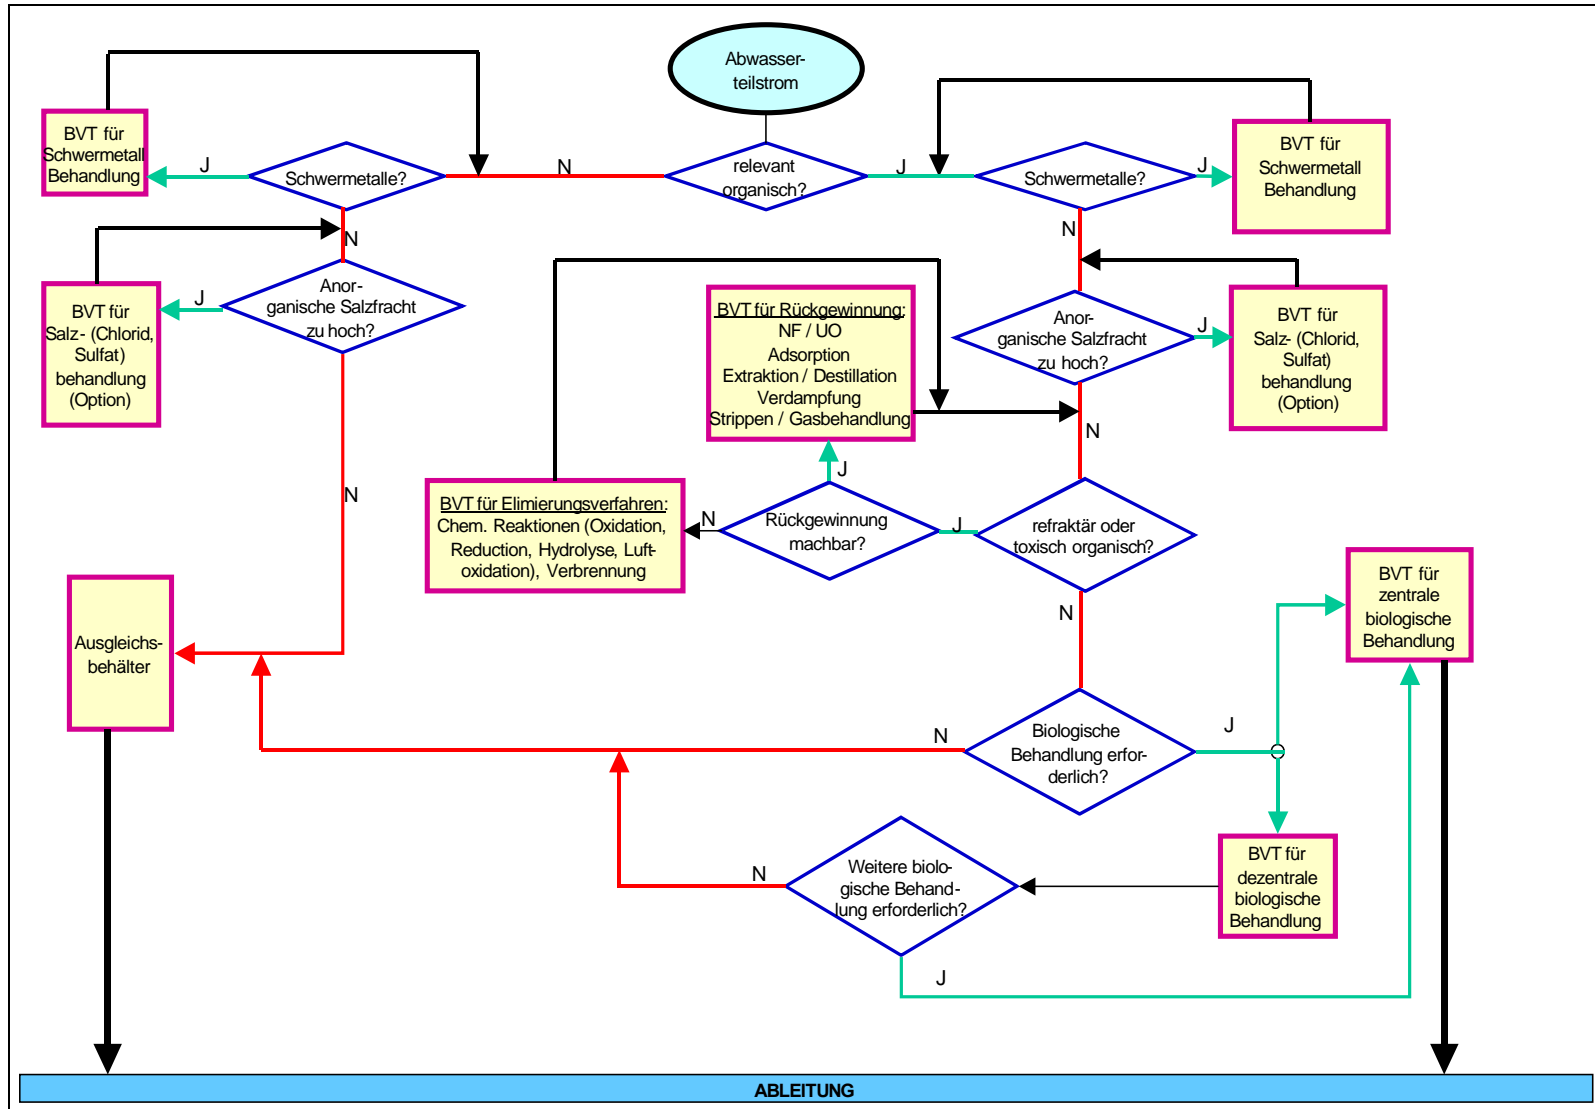 Abwasser-
teilstrom
BVT für
Schwermetall
Behandlung
J
Schwermetalle?
N
relevant
organisch?
J
Schwermetalle?
J
BVT für
Schwermetall
Behandlung
N
N
BVT für
Salz- (Chlorid,
Sulfat)
behandlung
(Option)
J
Anor-
ganische Salzfracht
zu hoch?
BVT für Rückgewinnung:
NF / UO
Adsorption
Extraktion / Destillation
Verdampfung
Strippen / Gasbehandlung
Anor-
ganische Salzfracht
zu hoch?
J
BVT für
Salz- (Chlorid,
Sulfat)
behandlung
(Option)
N
J
N
BVT für Elimierungsverfahren:
Chem. Reaktionen (Oxidation,
Reduction, Hydrolyse, Luft-
oxidation), Verbrennung
N
Rückgewinnung
machbar?
J
refraktär oder
toxisch organisch?
N
BVT für
zentrale
biologische
Behandlung
Ausgleichs-
behälter
N
Biologische
Behandlung erfor-
derlich?
J
N
Weitere biolo-
gische Behand-
lung erforderlich?
BVT für
dezentrale
biologische
Behandlung
J
ABLEITUNG